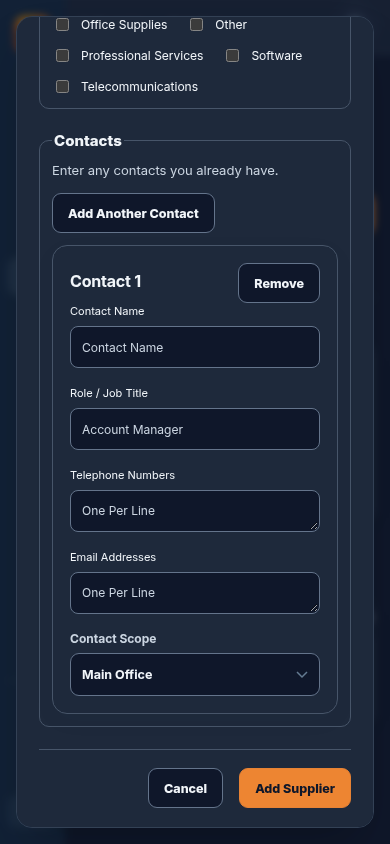 Office Supplies Other
Professional Services Software
Telecommunications
Contacts
Enter any contacts you already have.
Add Another Contact
Contact 1 Remove
Contact Name
Contact Name
Role / Job Title
Account Manager
Telephone Numbers
One Per Line
Email Addresses
One Per Line
Contact Scope
Main Office
Cancel Add Supplier